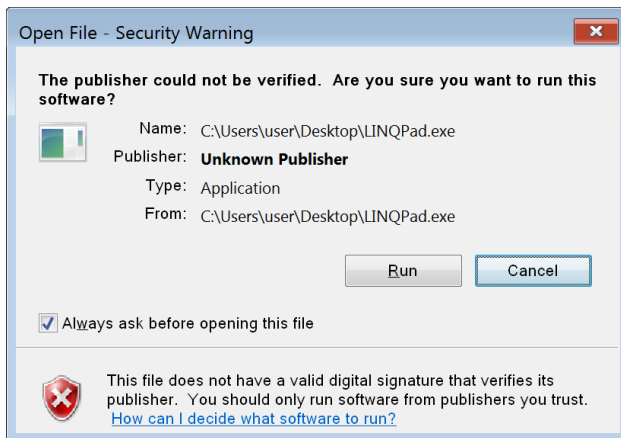 Open File - Security Warning
The publisher could not be verified.  Are you sure you want to run this
software?
Name: C:\Users\user\Desktop\LINQPad.exe
Publisher: Unknown Publisher
Type: Application
From: C:\Users\user\Desktop\LINQPad.exe
Run Cancel
Always ask before opening this file
This file does not have a valid digital signature that verifies its
publisher.  You should only run software from publishers you trust.
How can I decide what software to run?